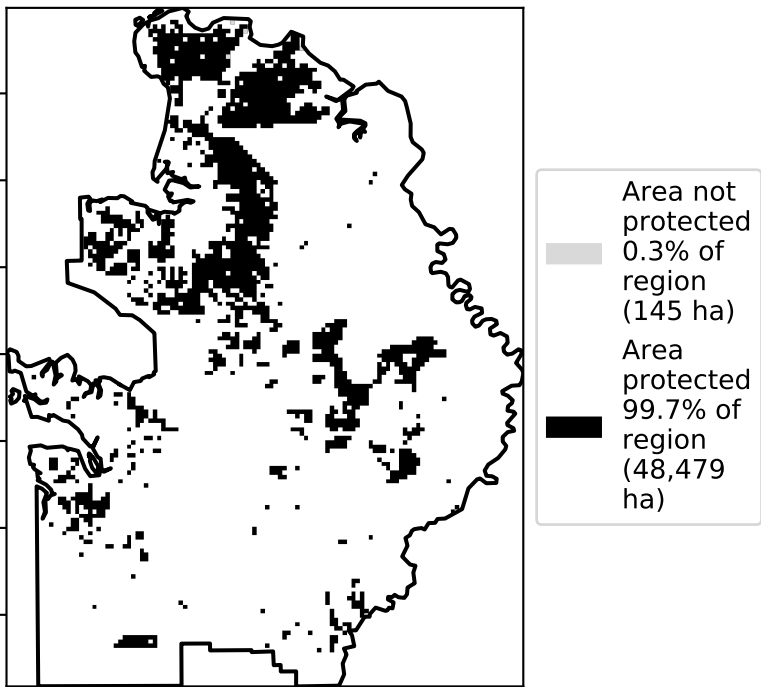 Area not
protected
0.3% of
region
(145 ha)
Area
protected
99.7% of
region
(48,479
ha)